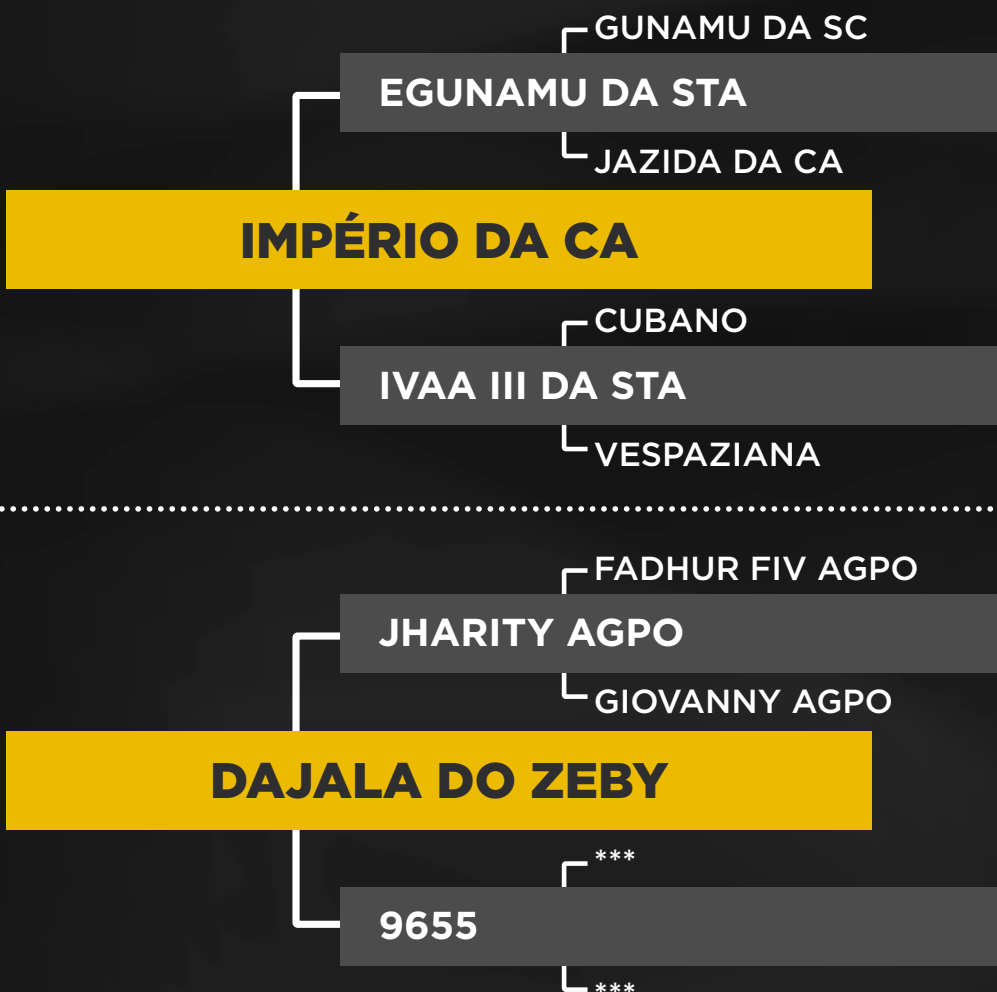 GUNAMU DA SC
EGUNAMU DA STA
JAZIDA DA CA
IMPÉRIO DA CA
CUBANO
IVAA III DA STA
VESPAZIANA
FADHUR FIV AGPO
JHARITY AGPO
GIOVANNY AGPO
DAJALA DO ZEBY
***
9655
***